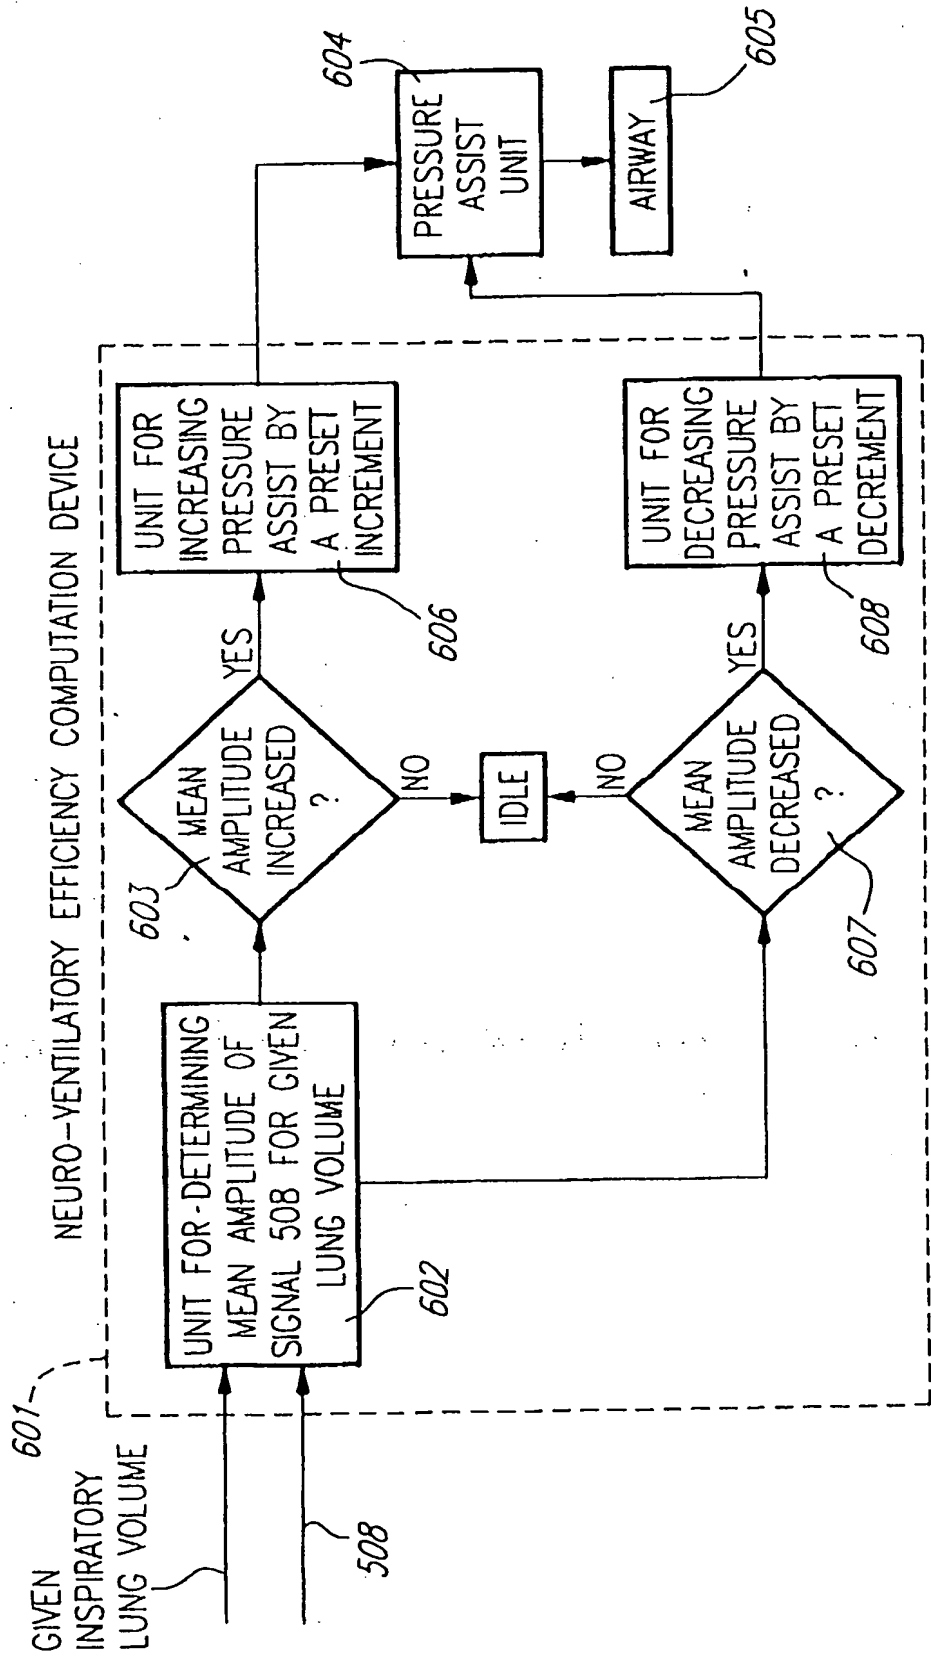 NEURO-VENTILATORY EFFICIENCY COMPUTATION DEVICE
601
GIVEN
INSPIRATORY
LUNG VOLUME
508
UNIT FOR-DETERMINING
MEAN AMPLITUDE OF
SIGNAL 508 FOR GIVEN
LUNG VOLUME
602
603
MEAN
AMPLITUDE
INCREASED
?
YES
NO
UNIT FOR
INCREASING
PRESSURE
ASSIST BY
A PRESET
INCREMENT
606
IDLE
NO
MEAN
AMPLITUDE
DECREASED
?
607
YES
UNIT FOR
DECREASING
PRESSURE
ASSIST BY
A PRESET
DECREMENT
608
604
PRESSURE
ASSIST
UNIT
AIRWAY
605